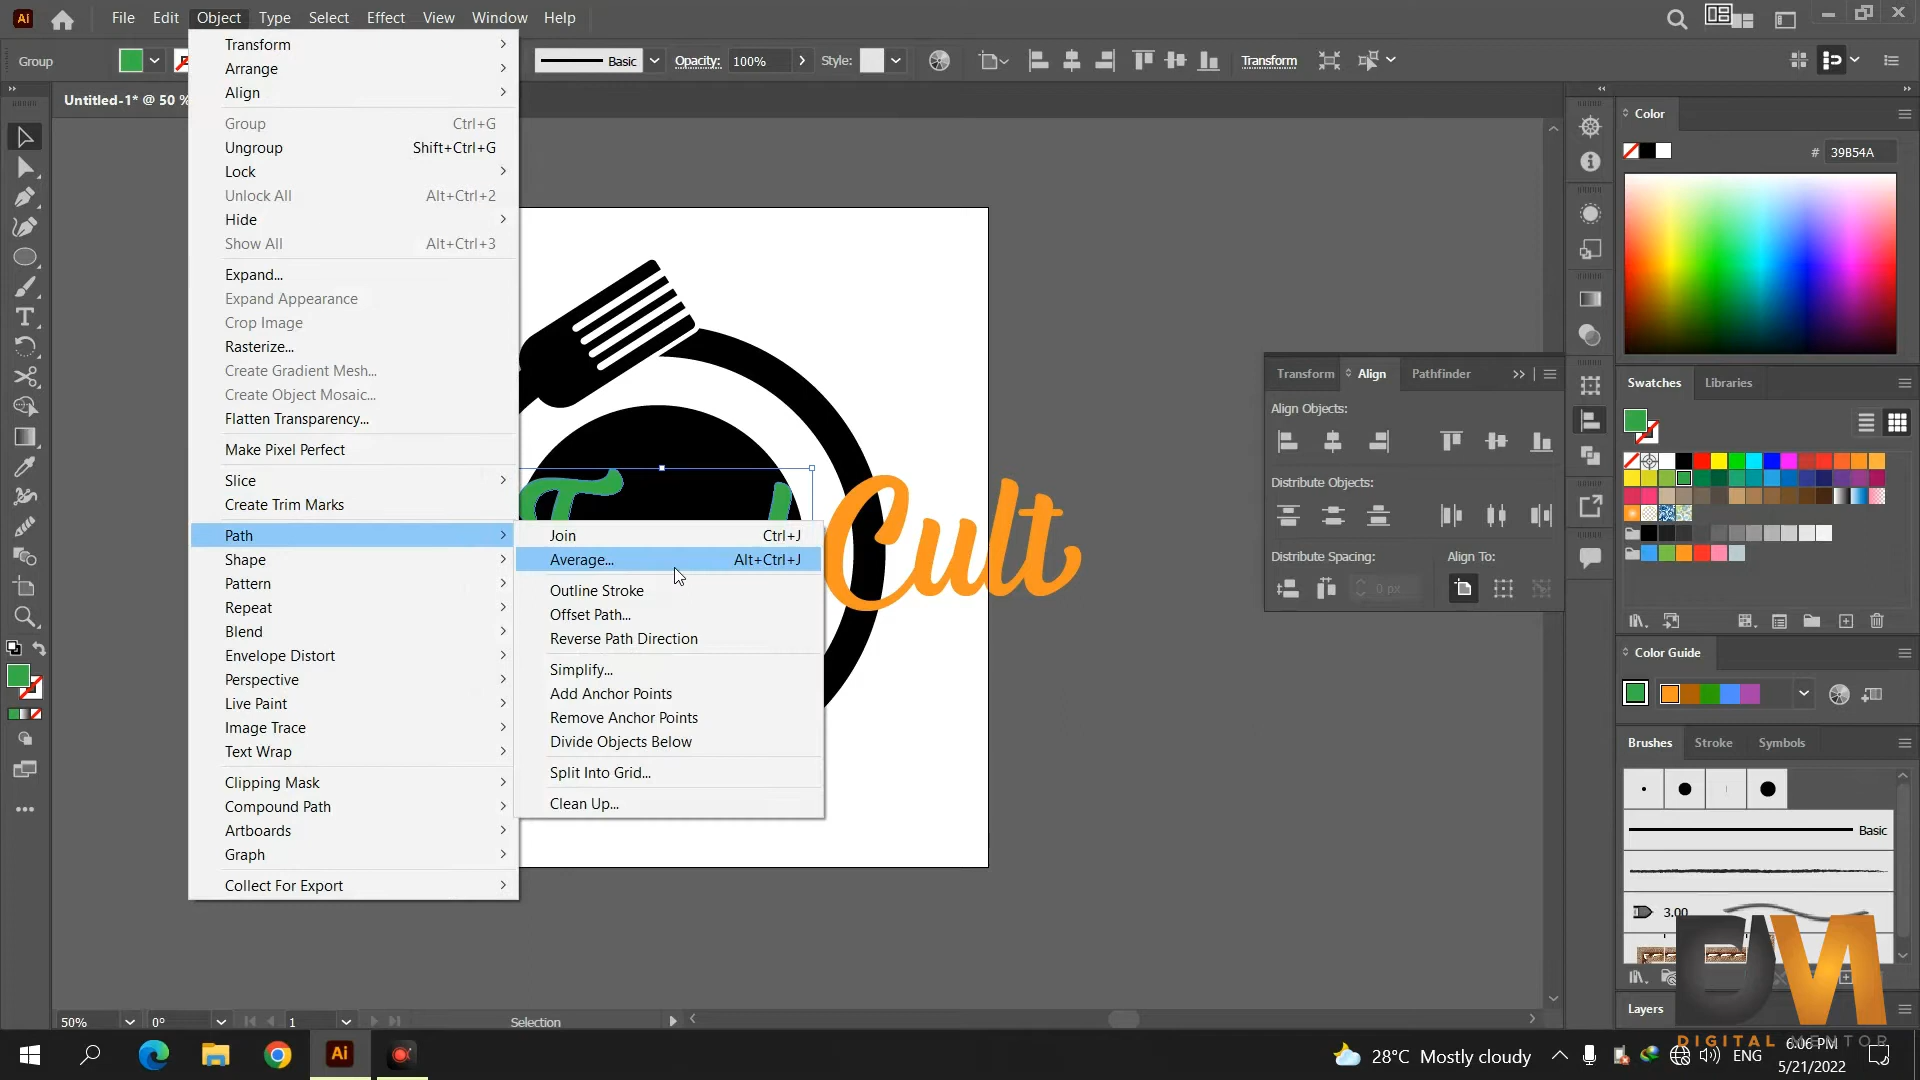 Ai File Edit Object Type Select Effect View Window Help
Group Basic Opacity: 100% Style: Transform
Untitled-1* @ 50 %
Transform
Arrange
Align
Group Ctrl+G
Ungroup Shift+Ctrl+G
Lock
Unlock All Alt+Ctrl+2
Hide
Show All Alt+Ctrl+3
Expand...
Expand Appearance
Crop Image
Rasterize...
Create Gradient Mesh...
Create Object Mosaic...
Flatten Transparency...
Make Pixel Perfect
Slice
Create Trim Marks
Path
Shape
Pattern
Repeat
Blend
Envelope Distort
Perspective
Live Paint
Image Trace
Text Wrap
Clipping Mask
Compound Path
Artboards
Graph
Collect For Export
Join Ctrl+J
Average... Alt+Ctrl+J
Outline Stroke
Offset Path...
Reverse Path Direction
Simplify...
Add Anchor Points
Remove Anchor Points
Divide Objects Below
Split Into Grid...
Clean Up...
Cult
Transform Align Pathfinder
Align Objects:
Distribute Objects:
Distribute Spacing: Align To:
0 px
Color
# 39B54A
Swatches Libraries
Color Guide
Brushes Stroke Symbols
Basic
3.00
Layers
50% 0° 1 Selection
DIGITAL MENTOR
Ai 28°C Mostly cloudy ENG 6:06 PM
5/21/2022